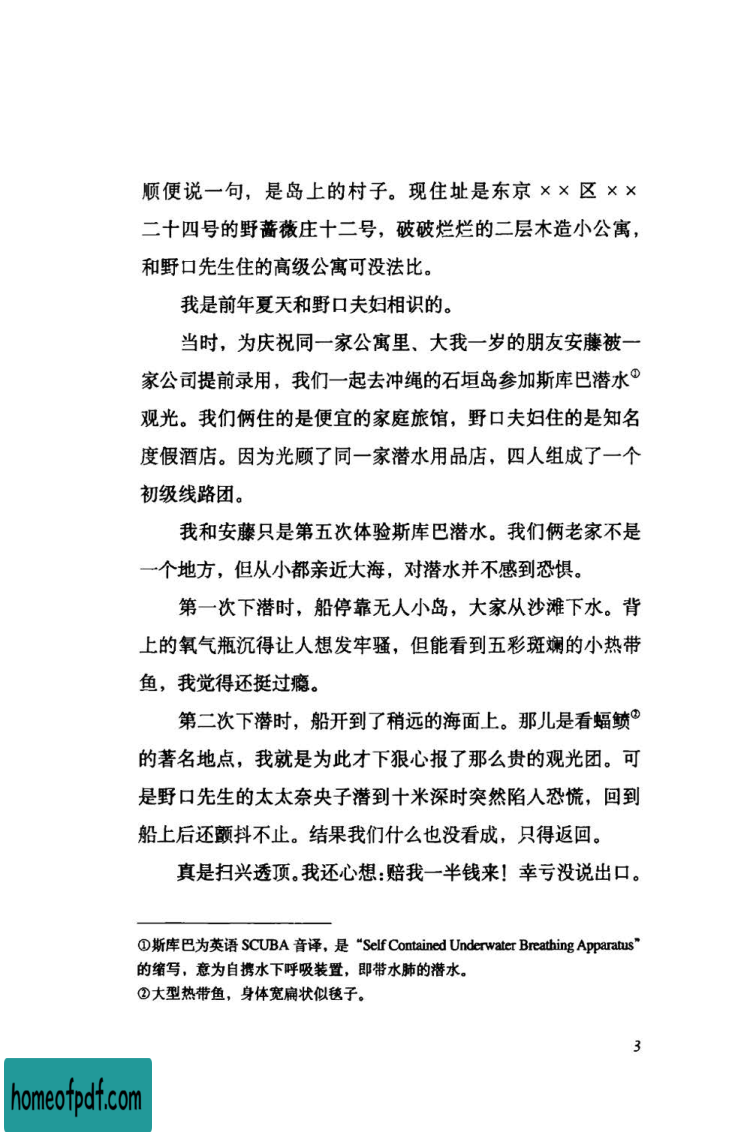 顺便说一句，是岛上的村子。现住址是东京××区××
二十四号的野蔷薇庄十二号，破破烂烂的二层木造小公寓，
和野口先生住的高级公寓可没法比。
我是前年夏天和野口夫妇相识的。
当时，为庆祝同一家公寓里、大我一岁的朋友安藤被一
家公司提前录用，我们一起去冲绳的石垣岛参加斯库巴潜水①
观光。我们俩住的是便宜的家庭旅馆，野口夫妇住的是知名
度假酒店。因为光顾了同一家潜水用品店，四人组成了一个
初级线路团。
我和安藤只是第五次体验斯库巴潜水。我们俩老家不是
一个地方，但从小都亲近大海，对潜水并不感到恐惧。
第一次下潜时，船停靠无人小岛，大家从沙滩下水。背
上的氧气瓶沉得让人想发牢骚，但能看到五彩斑斓的小热带
鱼，我觉得还挺过瘾。
第二次下潜时，船开到了稍远的海面上。那儿是看蝠鲼②
的著名地点，我就是为此才下狠心报了那么贵的观光团。可
是野口先生的太太奈央子潜到十米深时突然陷人恐慌，回到
船上后还颤抖不止。结果我们什么也没看成，只得返回。
真是扫兴透顶。我还心想：赔我一半钱来！幸亏没说出口。
①斯库巴为英语 SCUBA 音译，是 “Self Contained Underwater Breathing Apparatus”
的缩写，意为自携水下呼吸装置，即带水肺的潜水。
②大型热带鱼，身体宽扁状似毯子。
3
homeofpdf.com